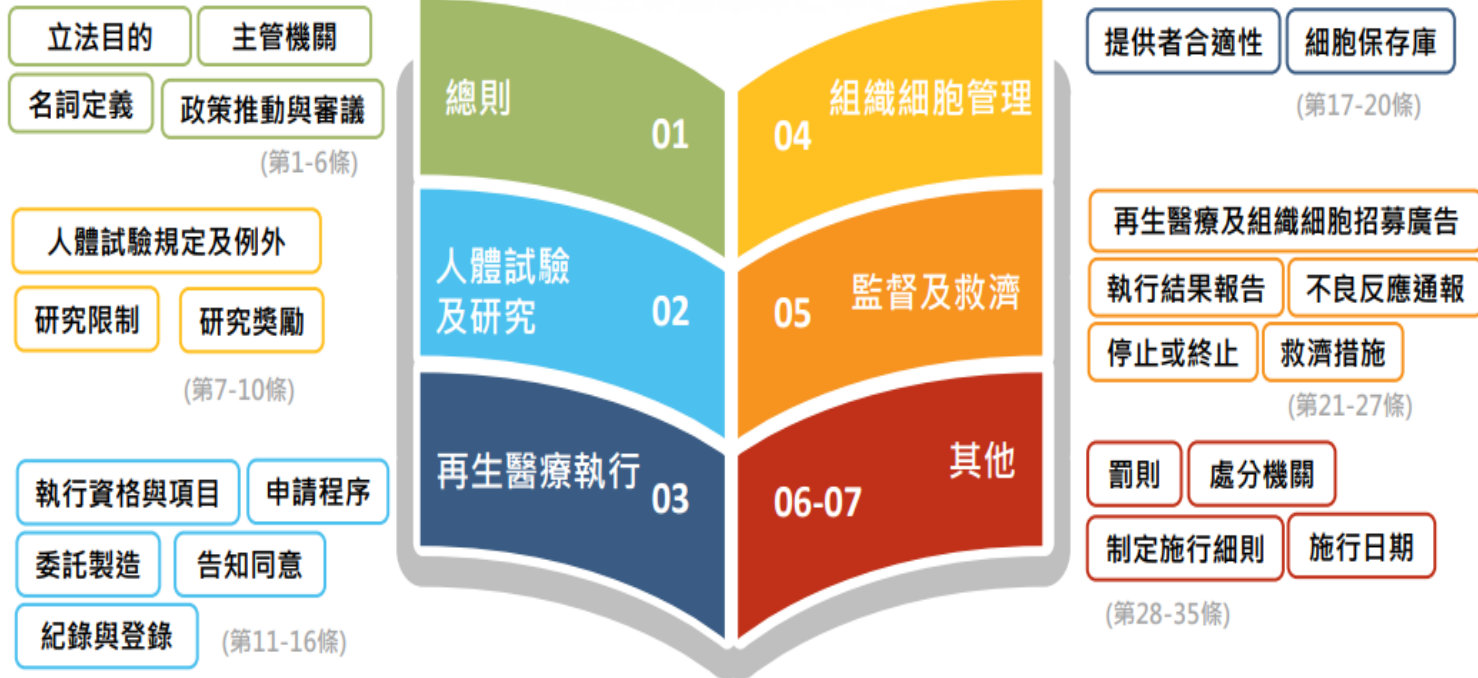 立法目的
主管機關
名詞定義
政策推動與審議
(第1-6條)
人體試驗規定及例外
研究限制
研究獎勵
(第7-10條)
執行資格與項目
申請程序
委託製造
告知同意
紀錄與登錄
(第11-16條)
總則
01
人體試驗
及研究
02
再生醫療執行
03
組織細胞管理
04
監督及救濟
05
其他
06-07
提供者合適性
細胞保存庫
(第17-20條)
再生醫療及組織細胞招募廣告
執行結果報告
不良反應通報
停止或終止
救濟措施
(第21-27條)
罰則
處分機關
制定施行細則
施行日期
(第28-35條)